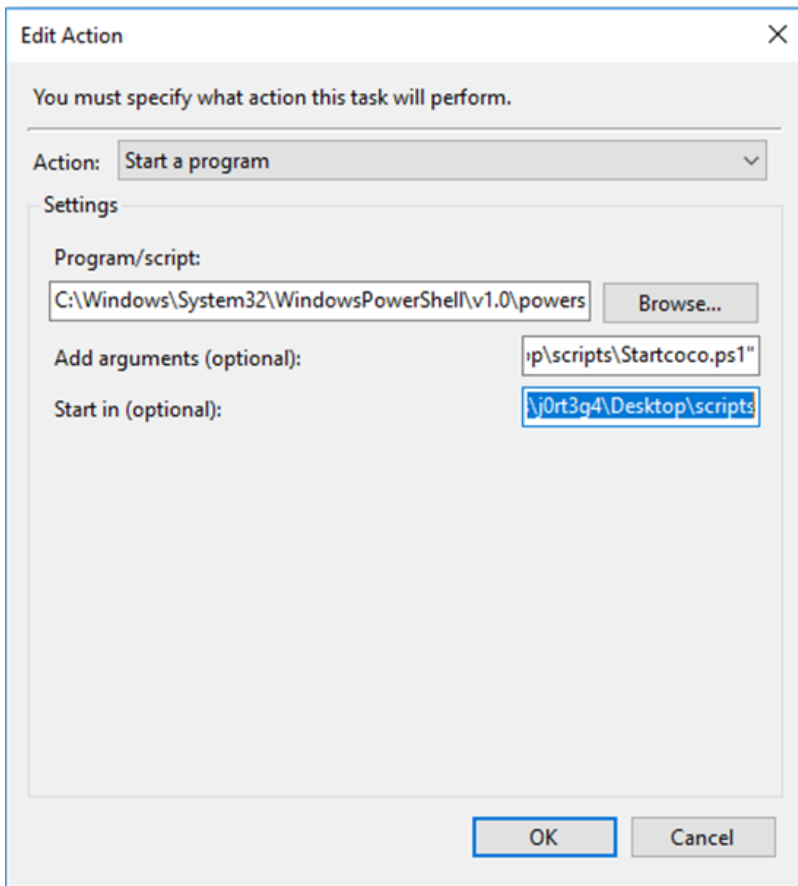 Edit Action
You must specify what action this task will perform.
Action: Start a program
Settings
Program/script:
C:\Windows\System32\WindowsPowerShell\v1.0\powers Browse...
Add arguments (optional): p\scripts\Startcoco.ps1"
Start in (optional): \j0rt3g4\Desktop\scripts
OK Cancel